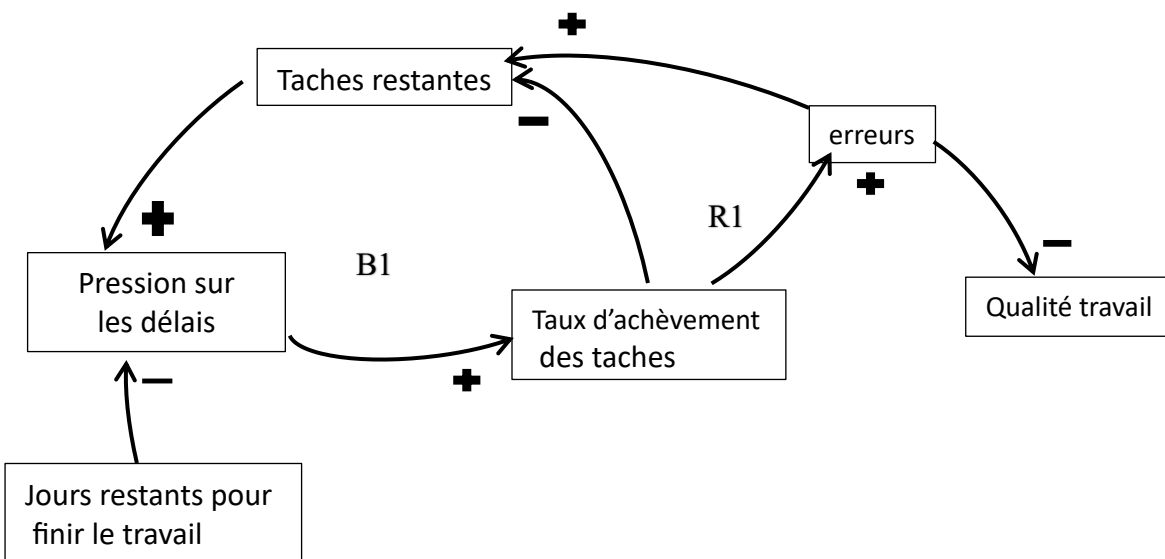 +
Taches restantes
−
erreurs
+
R1
+
B1
−
Pression sur
les délais
Qualité travail
Taux d’achèvement
des taches
+
−
Jours restants pour
finir le travail